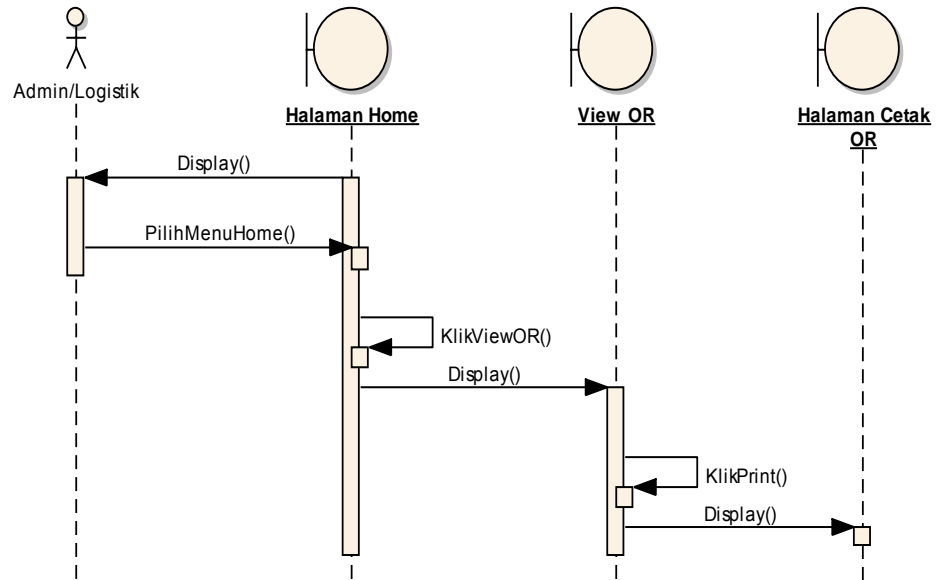 Admin/Logistik
Halaman Home
View OR
Halaman Cetak
OR
Display()
PilihMenuHome()
KlikViewOR()
Display()
KlikPrint()
Display()